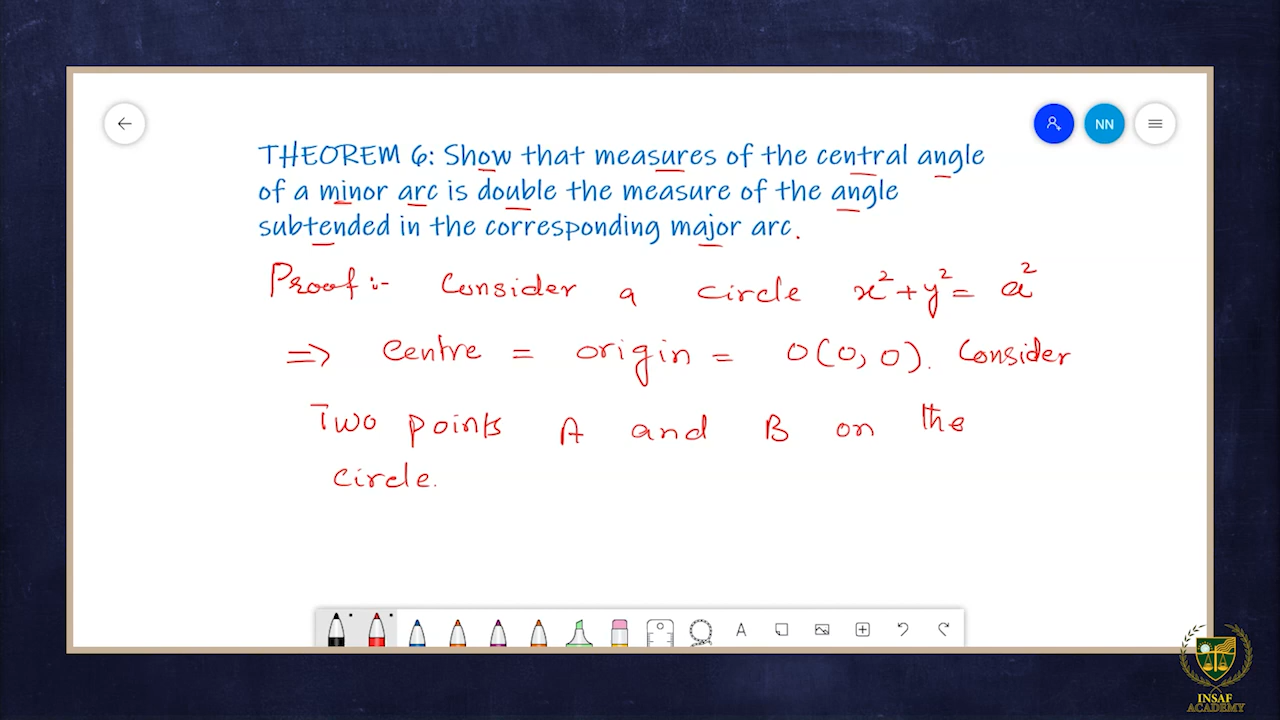 NN
THEOREM 6: Show that measures of the central angle
of a minor arc is double the measure of the angle
subtended in the corresponding major arc.
Proof :- Consider a circle x² + y² = a²
=> Centre = origin = O(0, 0). Consider
Two points A and B on the
circle.
A
INSAF
ACADEMY